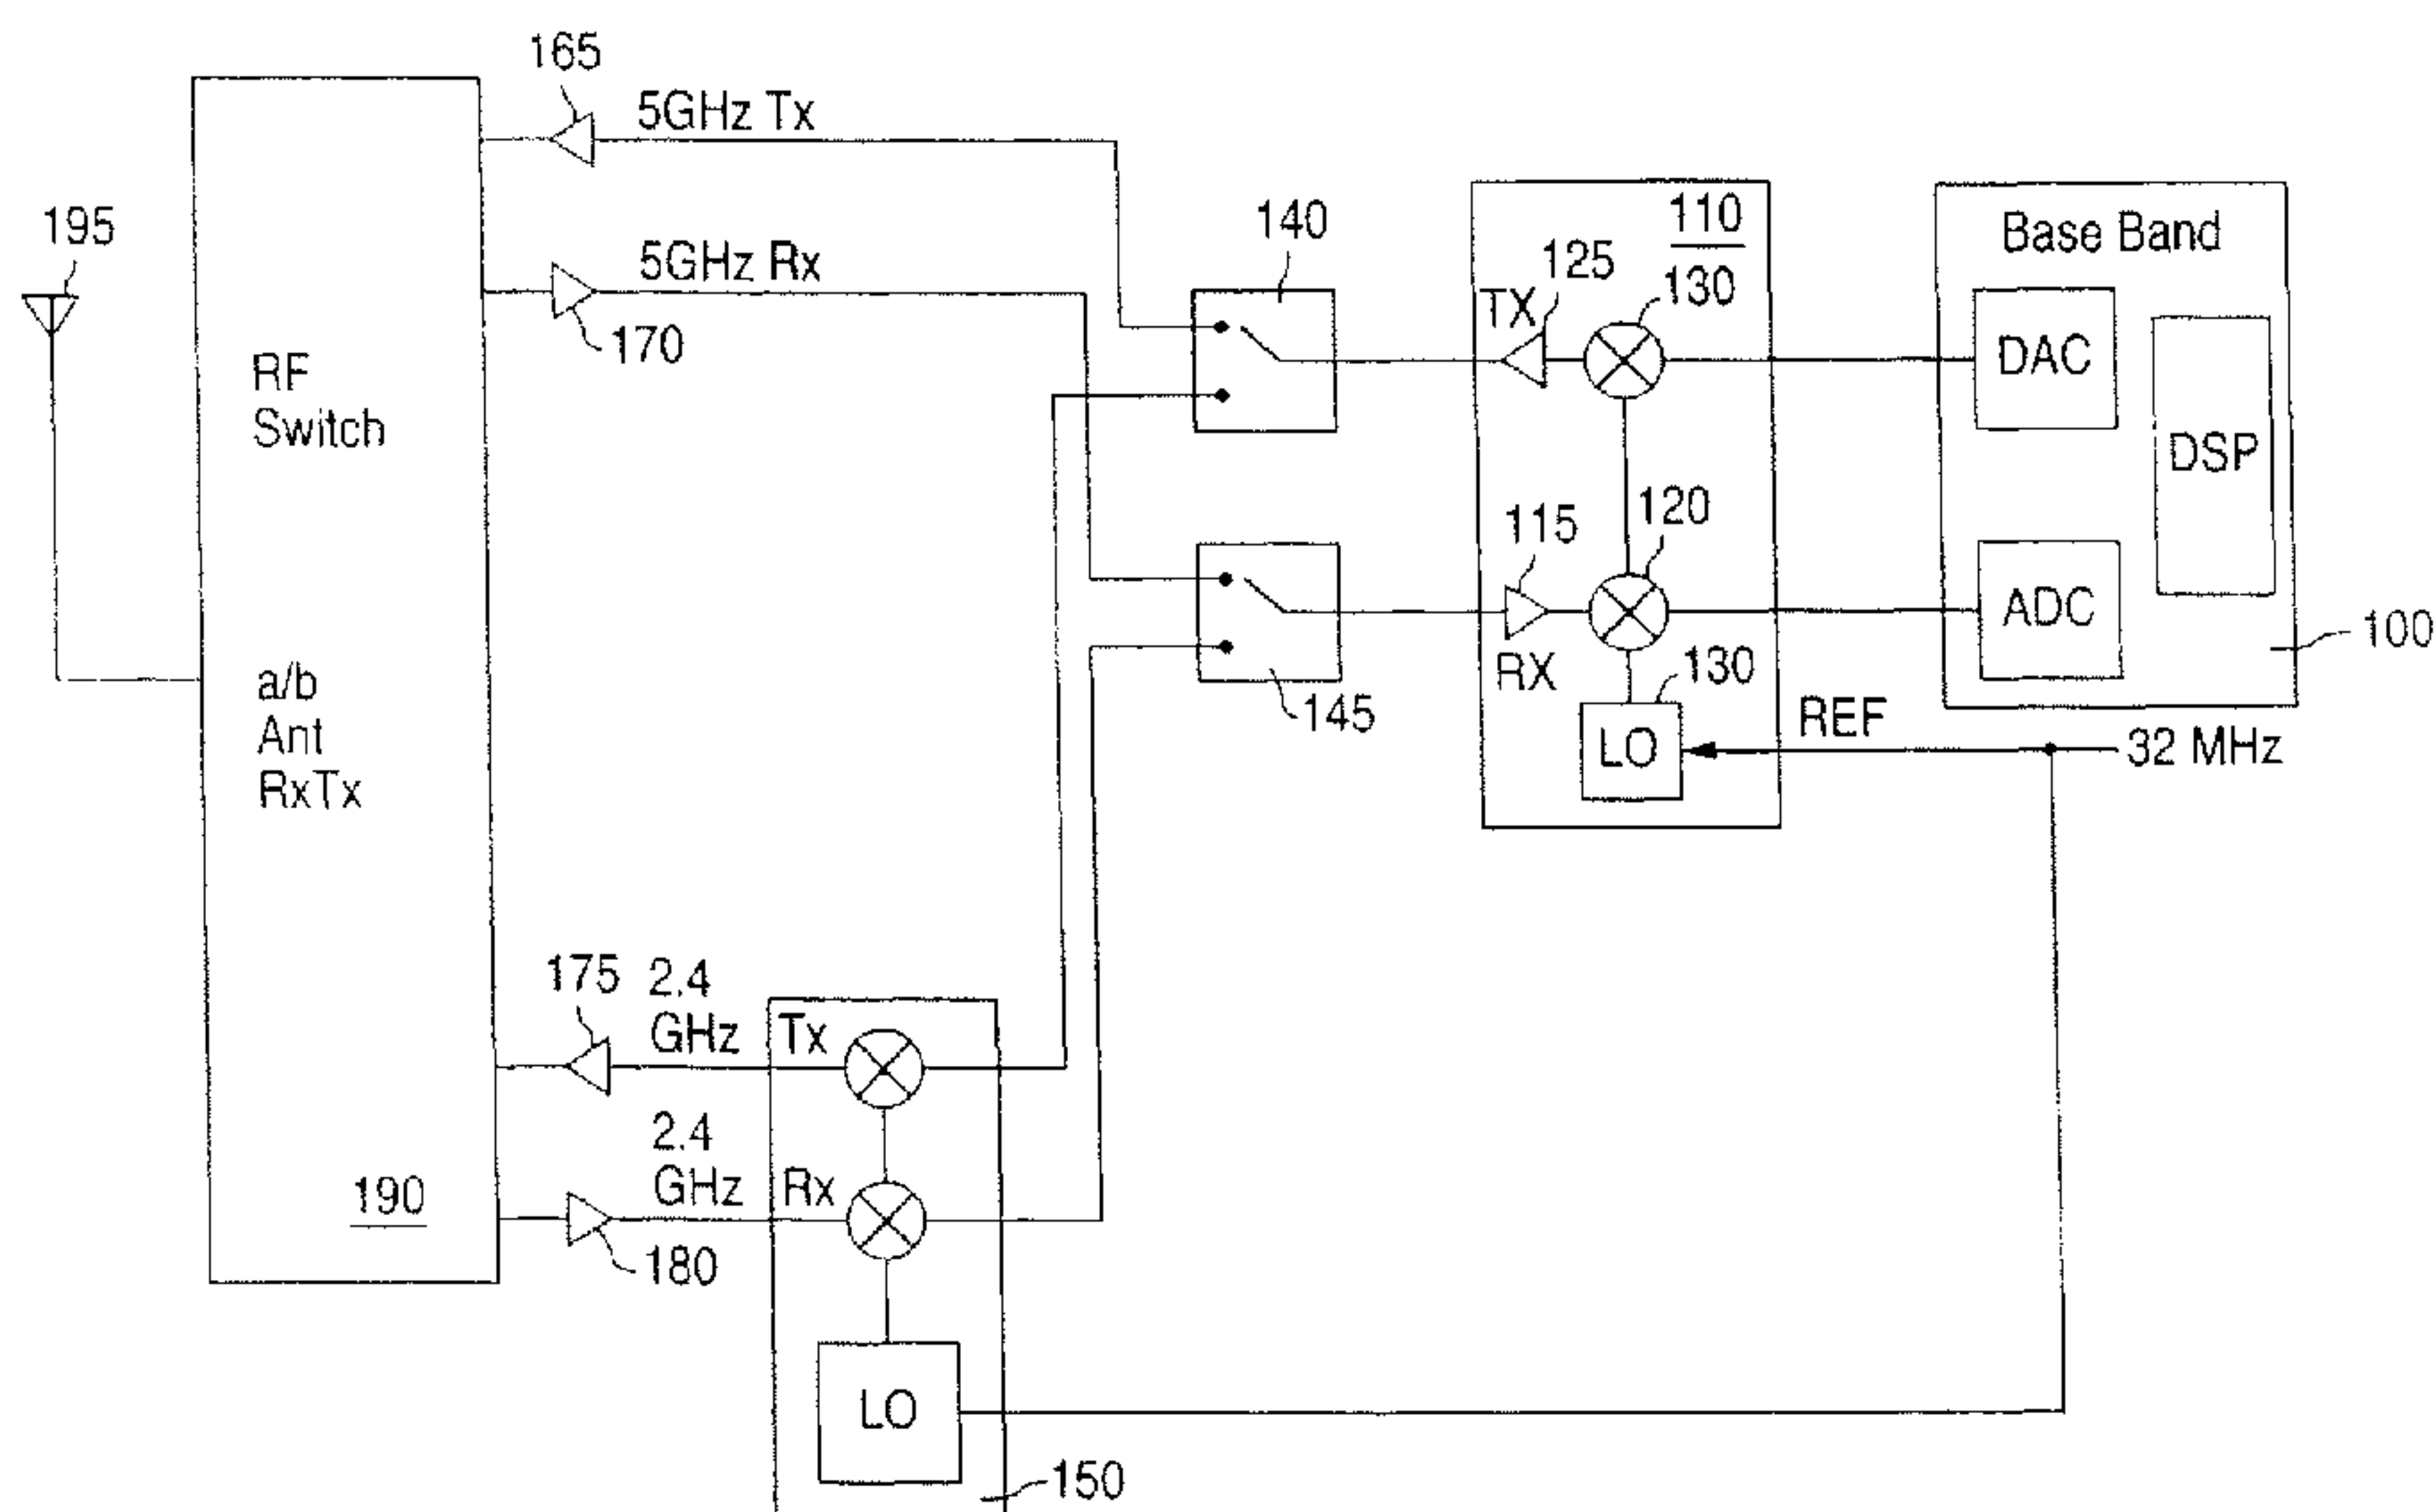 165
5GHz Tx
195
5GHz Rx
170
140
110
125
130
TX
Base Band
DAC
DSP
RF
Switch
115
120
RX
ADC
100
145
130
LO
REF
32 MHz
a/b
Ant
RxTx
175
2.4
GHz
Tx
2.4
GHz
Rx
190
180
LO
150